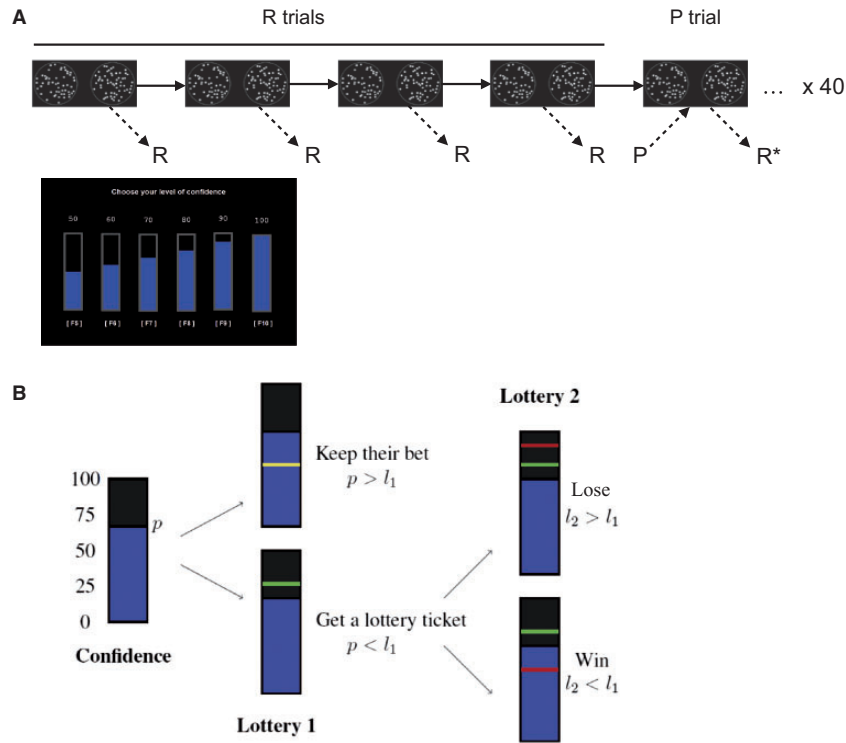 A
R trials
P trial
... x 40
R
R
R
R
P
R*
Choose your level of confidence
50 60 70 80 90 100
[ F5 ] [ F6 ] [ F7 ] [ F8 ] [ F9 ] [ F10 ]
B
Lottery 2
Keep their bet
p > l₁
100
75
50
25
0
p
Confidence
Lose
l₂ > l₁
Get a lottery ticket
p < l₁
Win
l₂ < l₁
Lottery 1